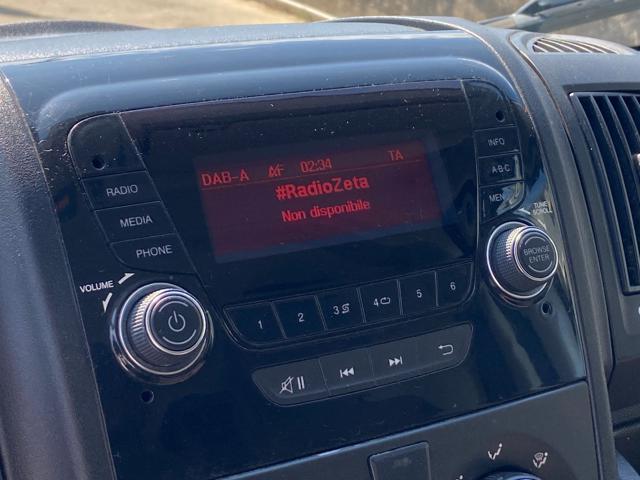 DAB-A AF 02:34 TA
#RadioZeta
Non disponibile
RADIO
MEDIA
PHONE
VOLUME
INFO
A-B-C
MENU
TUNE
SCROLL
BROWSE
ENTER
1 2 3 4 5 6